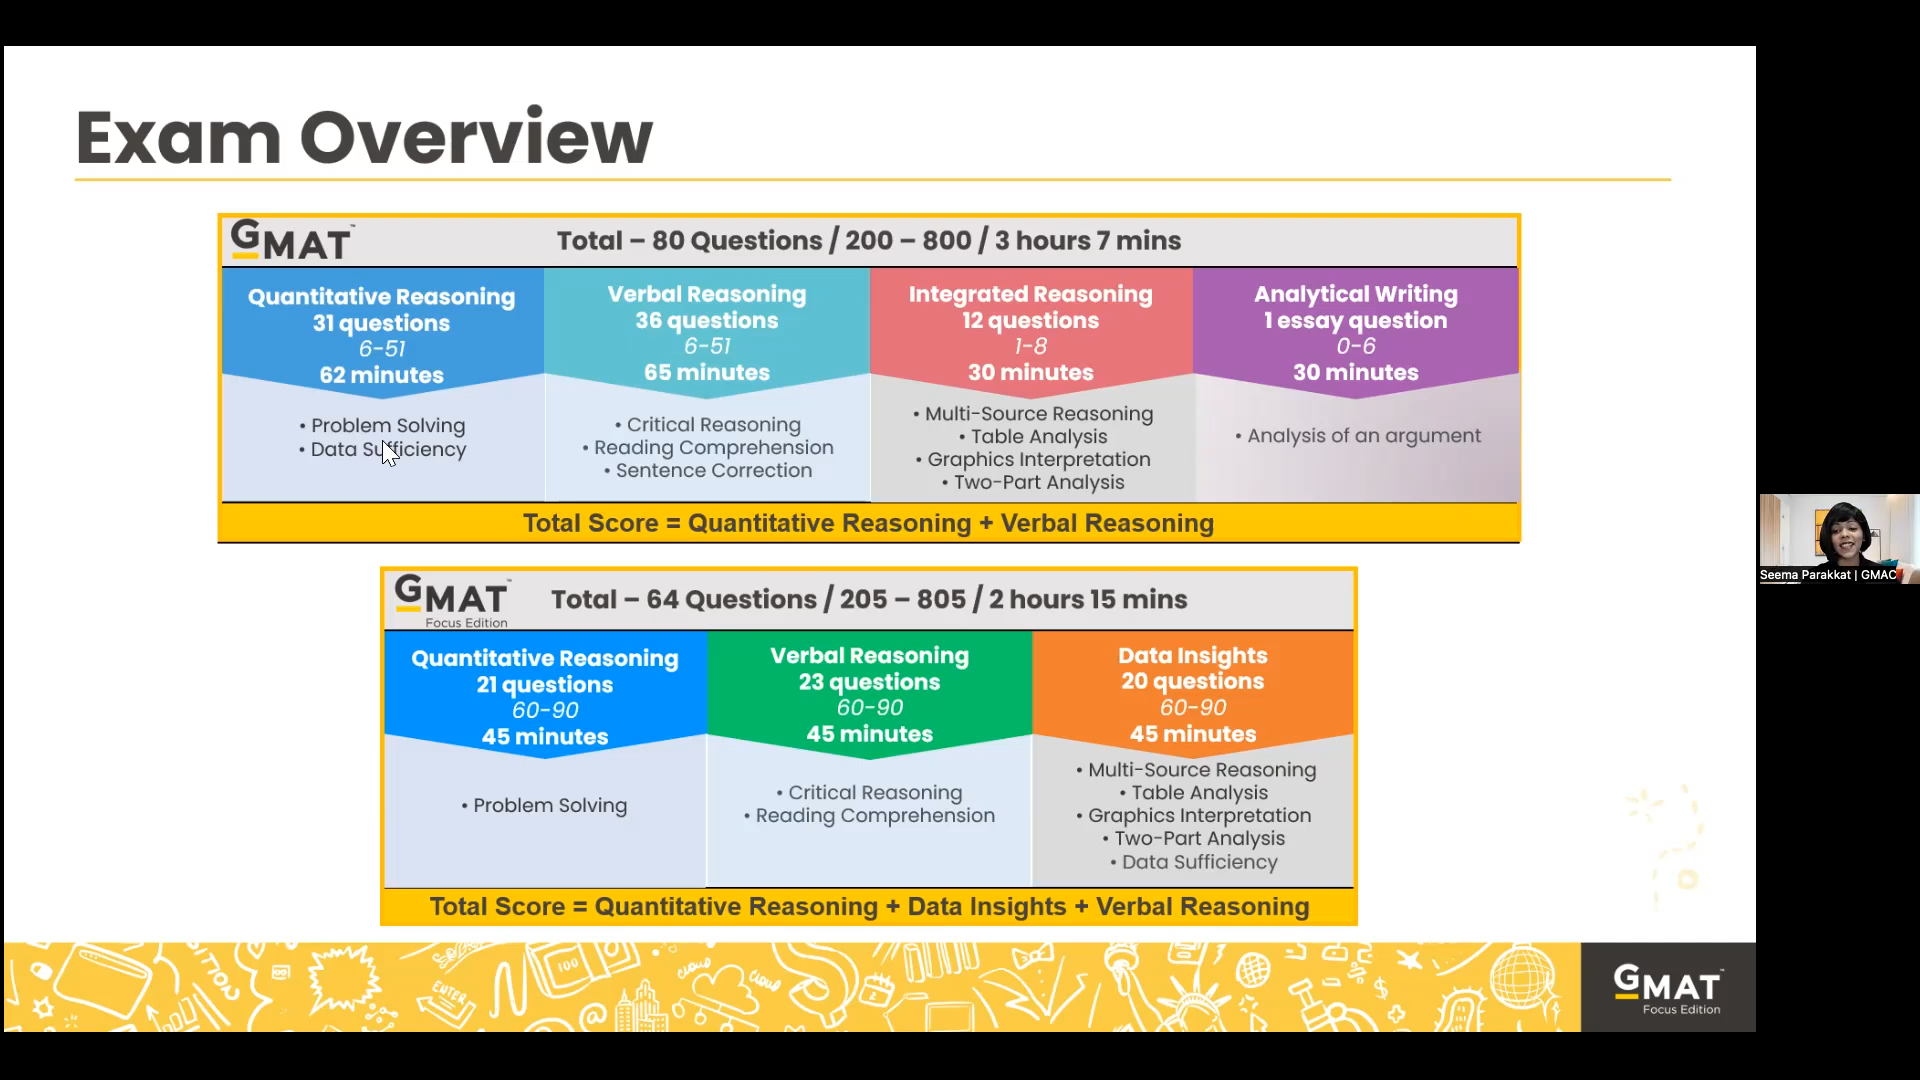 Exam Overview
GMAT™
Total – 80 Questions / 200 – 800 / 3 hours 7 mins
Quantitative Reasoning
31 questions
6-51
62 minutes
• Problem Solving
• Data Sufficiency
Verbal Reasoning
36 questions
6-51
65 minutes
• Critical Reasoning
• Reading Comprehension
• Sentence Correction
Integrated Reasoning
12 questions
1-8
30 minutes
• Multi-Source Reasoning
• Table Analysis
• Graphics Interpretation
• Two-Part Analysis
Analytical Writing
1 essay question
0-6
30 minutes
• Analysis of an argument
Total Score = Quantitative Reasoning + Verbal Reasoning
GMAT™
Focus Edition
Total – 64 Questions / 205 – 805 / 2 hours 15 mins
Quantitative Reasoning
21 questions
60-90
45 minutes
• Problem Solving
Verbal Reasoning
23 questions
60-90
45 minutes
• Critical Reasoning
• Reading Comprehension
Data Insights
20 questions
60-90
45 minutes
• Multi-Source Reasoning
• Table Analysis
• Graphics Interpretation
• Two-Part Analysis
• Data Sufficiency
Total Score = Quantitative Reasoning + Data Insights + Verbal Reasoning
Seema Parakkat | GMAC
ENTER
100
cloud
cloud
GMAT™
Focus Edition